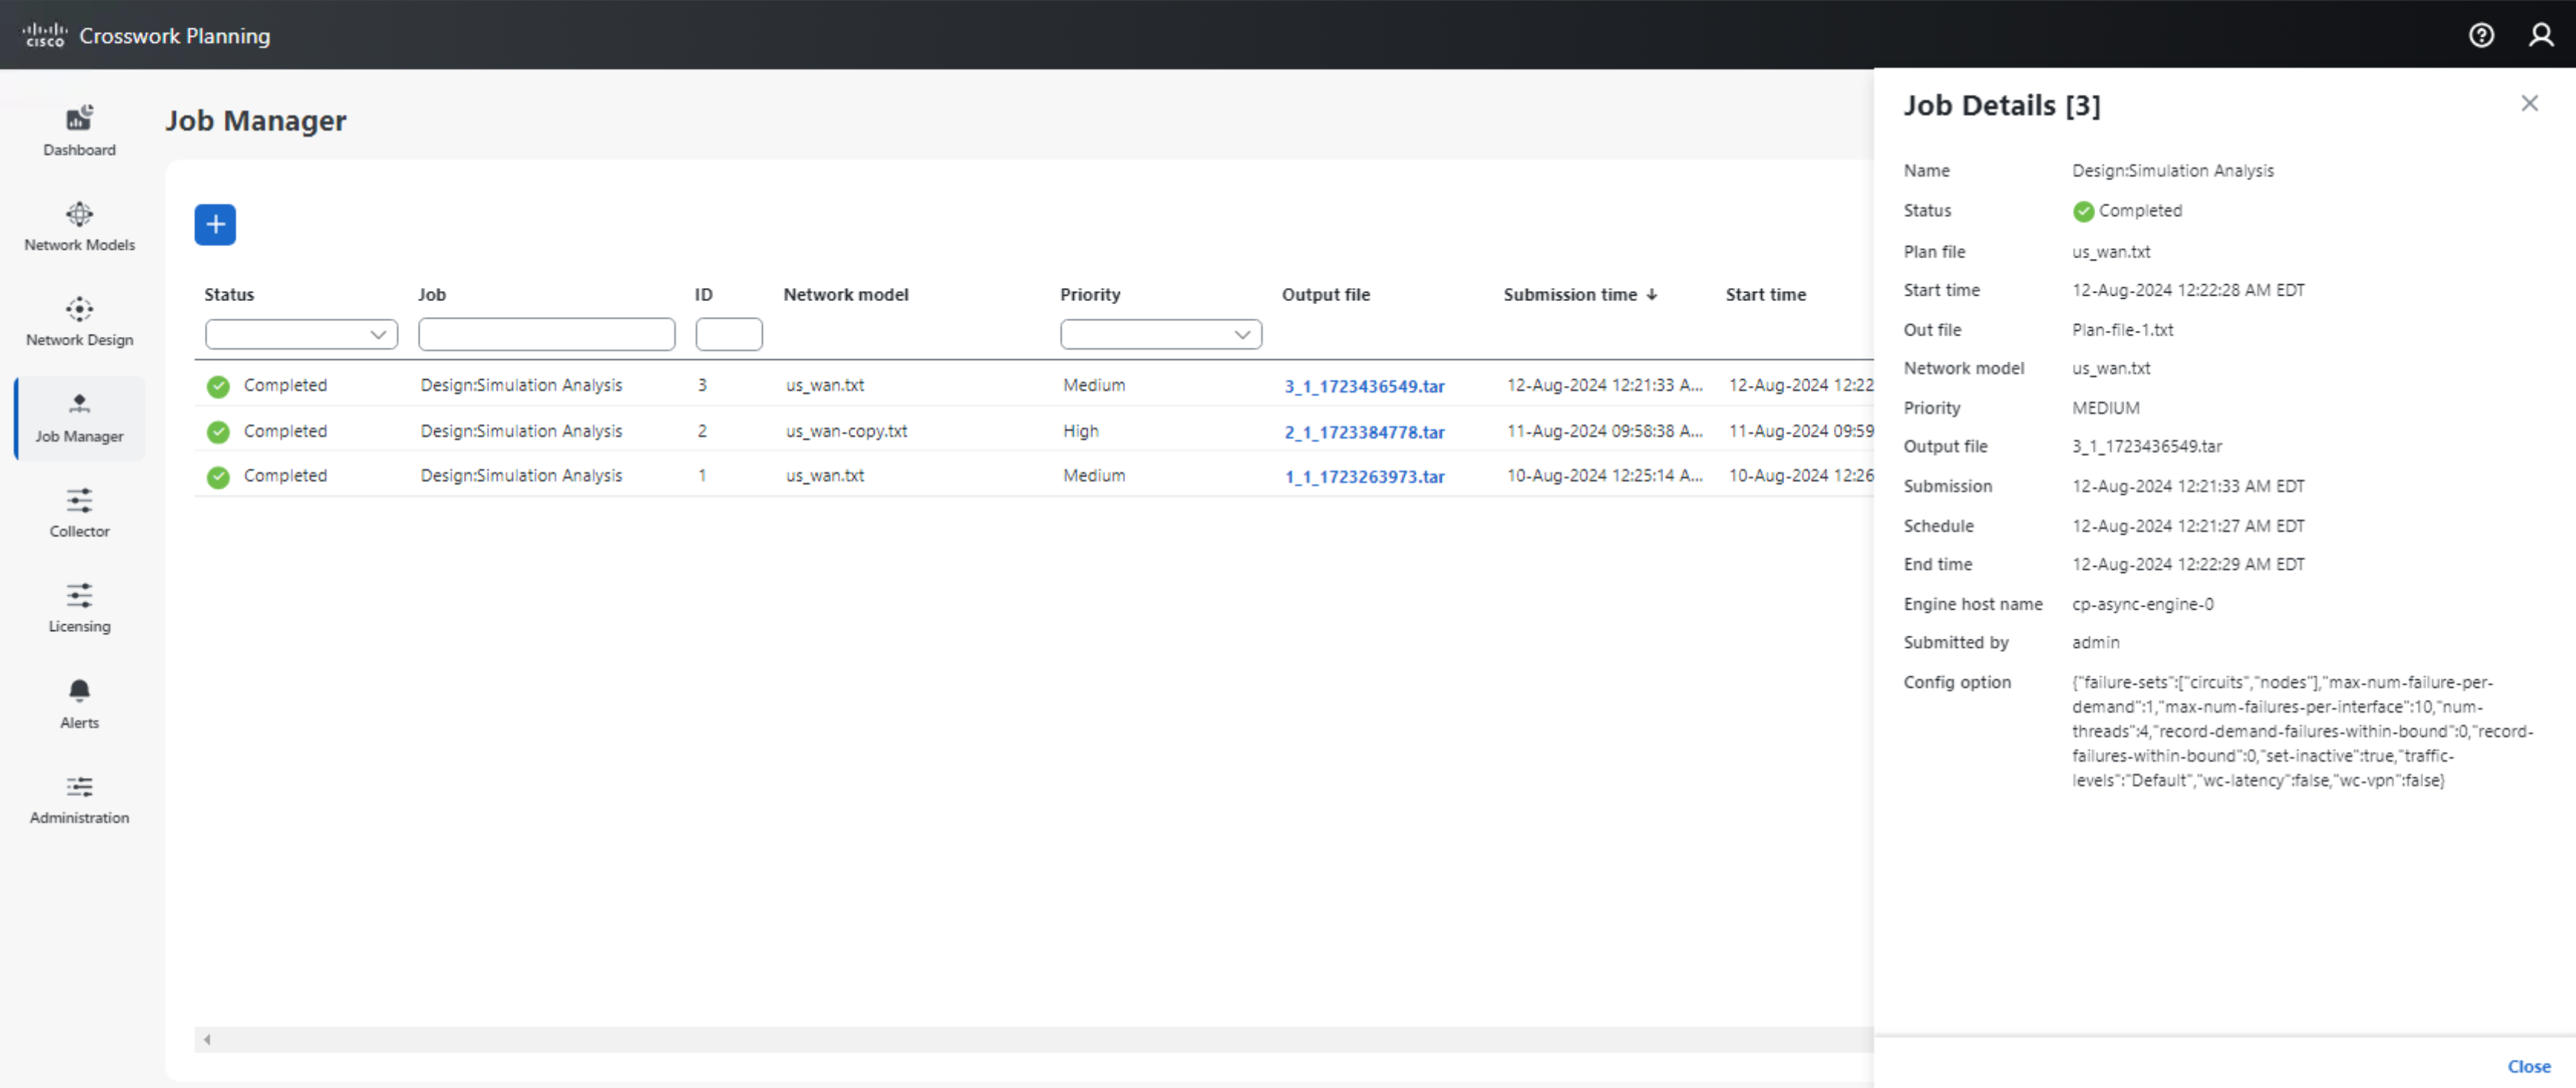 cisco Crosswork Planning
Dashboard
Network Models
Network Design
Job Manager
Collector
Licensing
Alerts
Administration
Job Manager
+
Status Job ID Network model Priority Output file Submission time ↓ Start time
Completed Design:Simulation Analysis 3 us_wan.txt Medium 3_1_1723436549.tar 12-Aug-2024 12:21:33 A... 12-Aug-2024 12:22
Completed Design:Simulation Analysis 2 us_wan-copy.txt High 2_1_1723384778.tar 11-Aug-2024 09:58:38 A... 11-Aug-2024 09:59
Completed Design:Simulation Analysis 1 us_wan.txt Medium 1_1_1723263973.tar 10-Aug-2024 12:25:14 A... 10-Aug-2024 12:26
Job Details [3]
Name Design:Simulation Analysis
Status Completed
Plan file us_wan.txt
Start time 12-Aug-2024 12:22:28 AM EDT
Out file Plan-file-1.txt
Network model us_wan.txt
Priority MEDIUM
Output file 3_1_1723436549.tar
Submission 12-Aug-2024 12:21:33 AM EDT
Schedule 12-Aug-2024 12:21:27 AM EDT
End time 12-Aug-2024 12:22:29 AM EDT
Engine host name cp-async-engine-0
Submitted by admin
Config option {"failure-sets":["circuits","nodes"],"max-num-failure-per-
demand":1,"max-num-failures-per-interface":10,"num-
threads":4,"record-demand-failures-within-bound":0,"record-
failures-within-bound":0,"set-inactive":true,"traffic-
levels":"Default","wc-latency":false,"wc-vpn":false}
Close